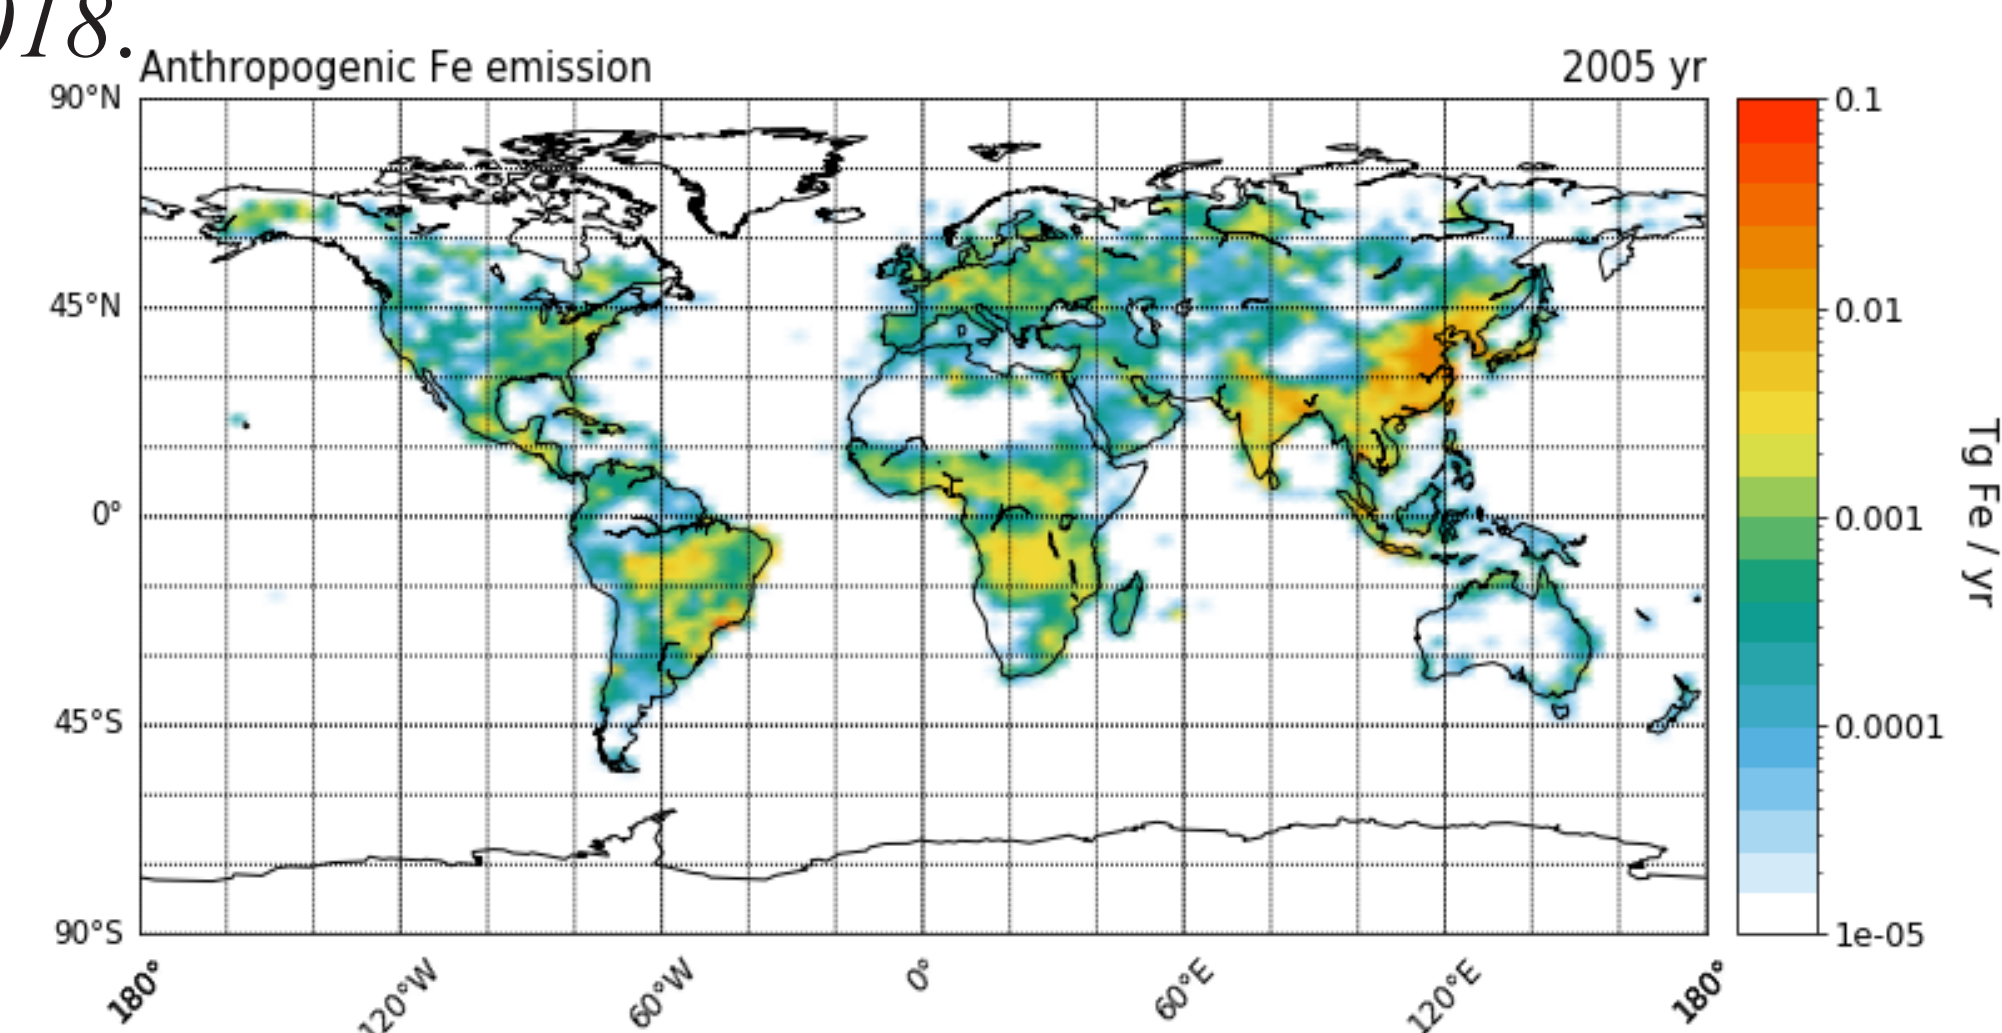 018.
Anthropogenic Fe emission
2005 yr
90°N
45°N
0°
45°S
90°S
180°
120°W
60°W
0°
60°E
120°E
180°
0.1
0.01
0.001
0.0001
1e-05
Tg Fe / yr